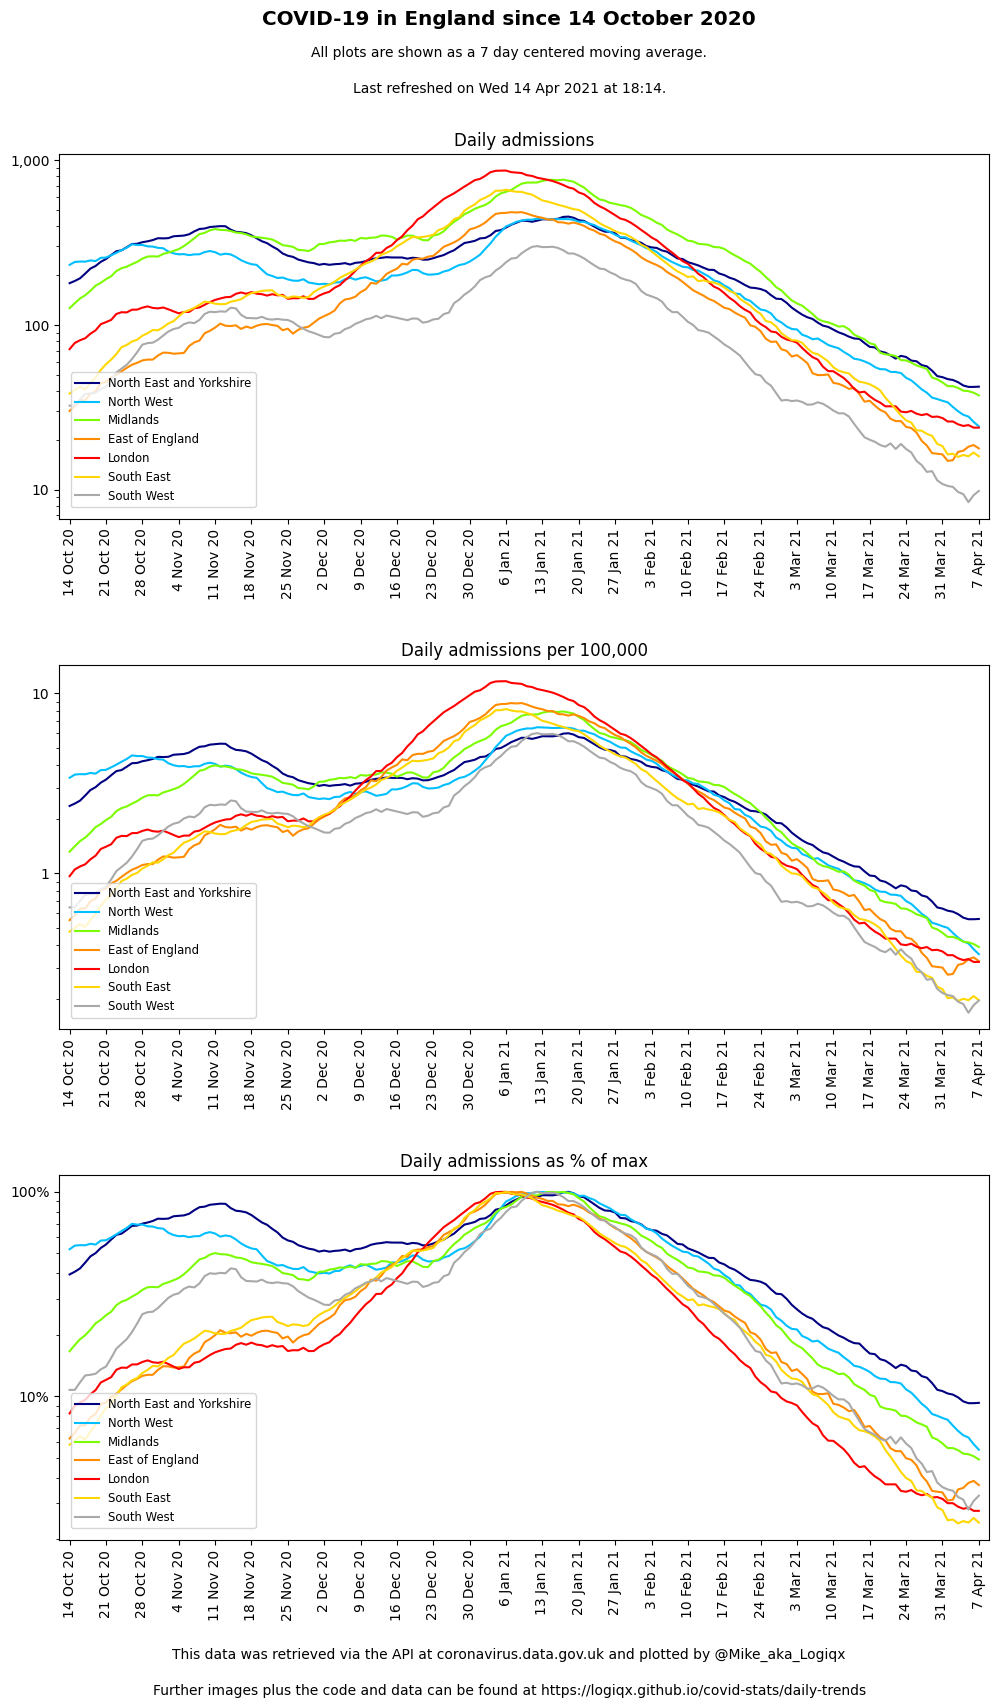 COVID-19 in England since 14 October 2020
All plots are shown as a 7 day centered moving average.
Last refreshed on Wed 14 Apr 2021 at 18:14.
Daily admissions
1,000
100
10
North East and Yorkshire
North West
Midlands
East of England
London
South East
South West
14 Oct 20
21 Oct 20
28 Oct 20
4 Nov 20
11 Nov 20
18 Nov 20
25 Nov 20
2 Dec 20
9 Dec 20
16 Dec 20
23 Dec 20
30 Dec 20
6 Jan 21
13 Jan 21
20 Jan 21
27 Jan 21
3 Feb 21
10 Feb 21
17 Feb 21
24 Feb 21
3 Mar 21
10 Mar 21
17 Mar 21
24 Mar 21
31 Mar 21
7 Apr 21
Daily admissions per 100,000
10
1
North East and Yorkshire
North West
Midlands
East of England
London
South East
South West
14 Oct 20
21 Oct 20
28 Oct 20
4 Nov 20
11 Nov 20
18 Nov 20
25 Nov 20
2 Dec 20
9 Dec 20
16 Dec 20
23 Dec 20
30 Dec 20
6 Jan 21
13 Jan 21
20 Jan 21
27 Jan 21
3 Feb 21
10 Feb 21
17 Feb 21
24 Feb 21
3 Mar 21
10 Mar 21
17 Mar 21
24 Mar 21
31 Mar 21
7 Apr 21
Daily admissions as % of max
100%
10%
North East and Yorkshire
North West
Midlands
East of England
London
South East
South West
14 Oct 20
21 Oct 20
28 Oct 20
4 Nov 20
11 Nov 20
18 Nov 20
25 Nov 20
2 Dec 20
9 Dec 20
16 Dec 20
23 Dec 20
30 Dec 20
6 Jan 21
13 Jan 21
20 Jan 21
27 Jan 21
3 Feb 21
10 Feb 21
17 Feb 21
24 Feb 21
3 Mar 21
10 Mar 21
17 Mar 21
24 Mar 21
31 Mar 21
7 Apr 21
This data was retrieved via the API at coronavirus.data.gov.uk and plotted by @Mike_aka_Logiqx
Further images plus the code and data can be found at https://logiqx.github.io/covid-stats/daily-trends